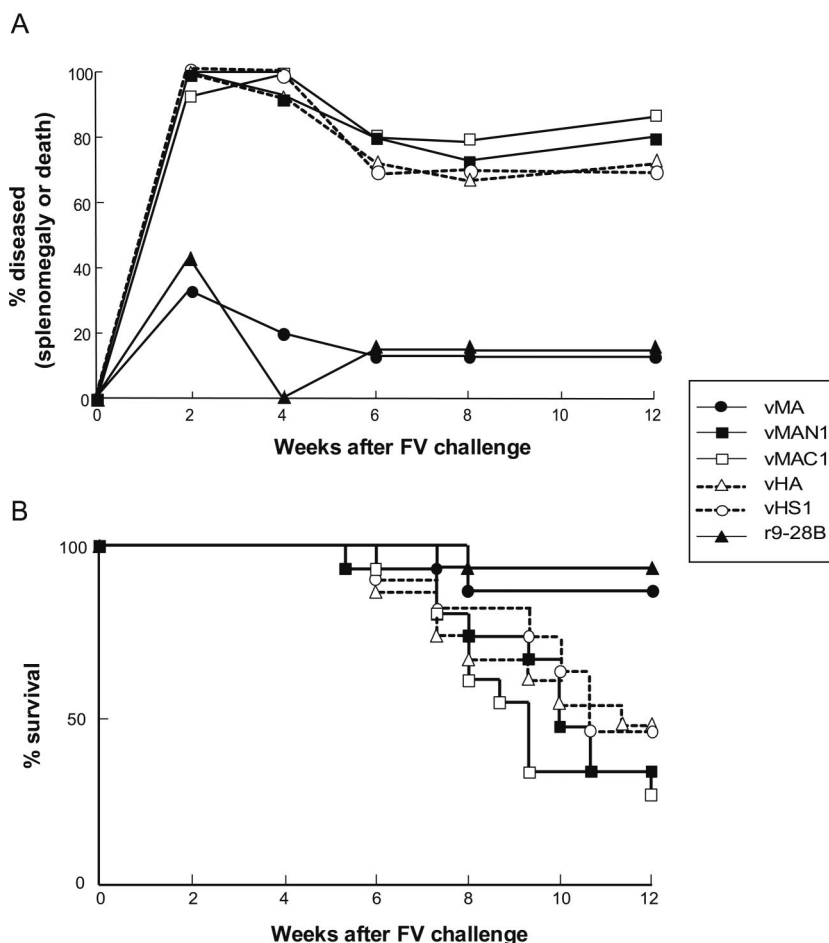 A
% diseased
(splenomegaly or death)
100
80
60
40
20
0
0 2 4 6 8 10 12
Weeks after FV challenge
vMA
vMAN1
vMAC1
vHA
vHS1
r9-28B
B
% survival
100
50
0
0 2 4 6 8 10 12
Weeks after FV challenge